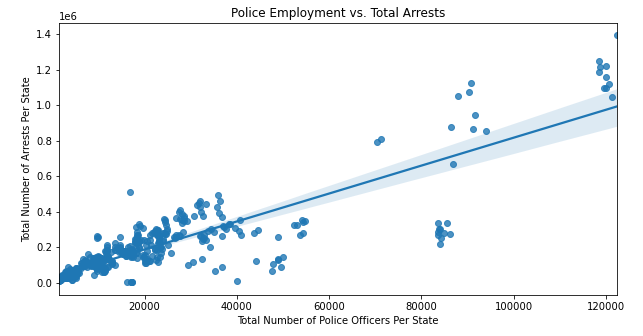 Police Employment vs. Total Arrests
1e6
Total Number of Arrests Per State
1.4
1.2
1.0
0.8
0.6
0.4
0.2
0.0
20000 40000 60000 80000 100000 120000
Total Number of Police Officers Per State